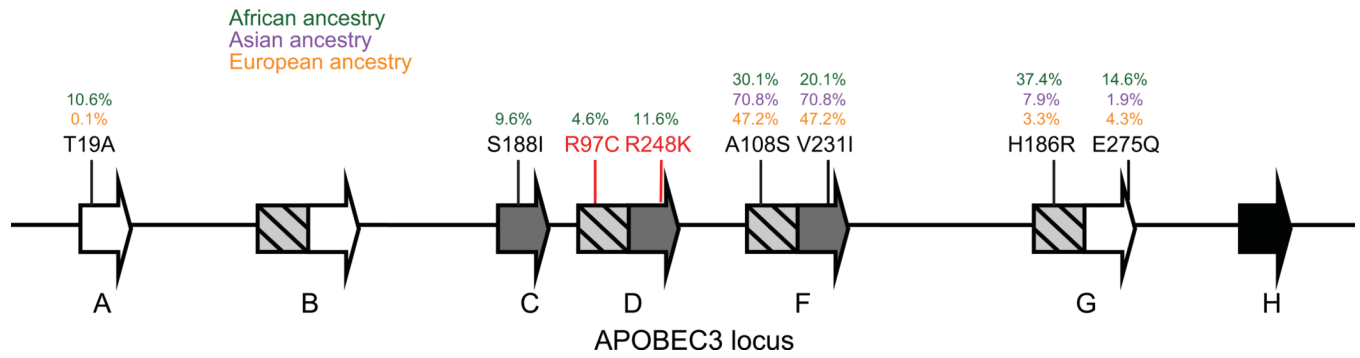 African ancestry
Asian ancestry
European ancestry
30.1% 20.1% 37.4% 14.6%
10.6% 70.8% 70.8% 7.9% 1.9%
0.1% 9.6% 4.6% 11.6% 47.2% 47.2% 3.3% 4.3%
T19A S188I R97C R248K A108S V231I H186R E275Q
A B C D F G H
APOBEC3 locus